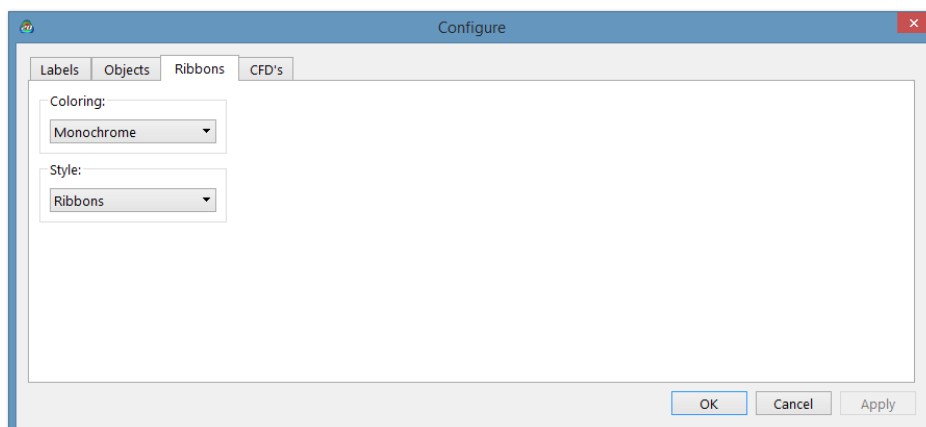 Configure
Labels Objects Ribbons CFD's
Coloring:
Monochrome
Style:
Ribbons
OK Cancel Apply